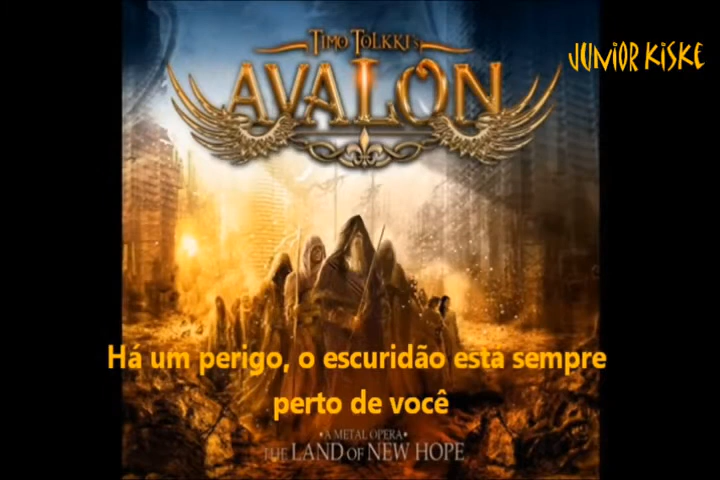 TIMO TOLKKI'S
JUNIOR KISKE
AVALON
Há um perigo, o escuridão está sempre
perto de você
•A METAL OPERA•
THE LAND OF NEW HOPE